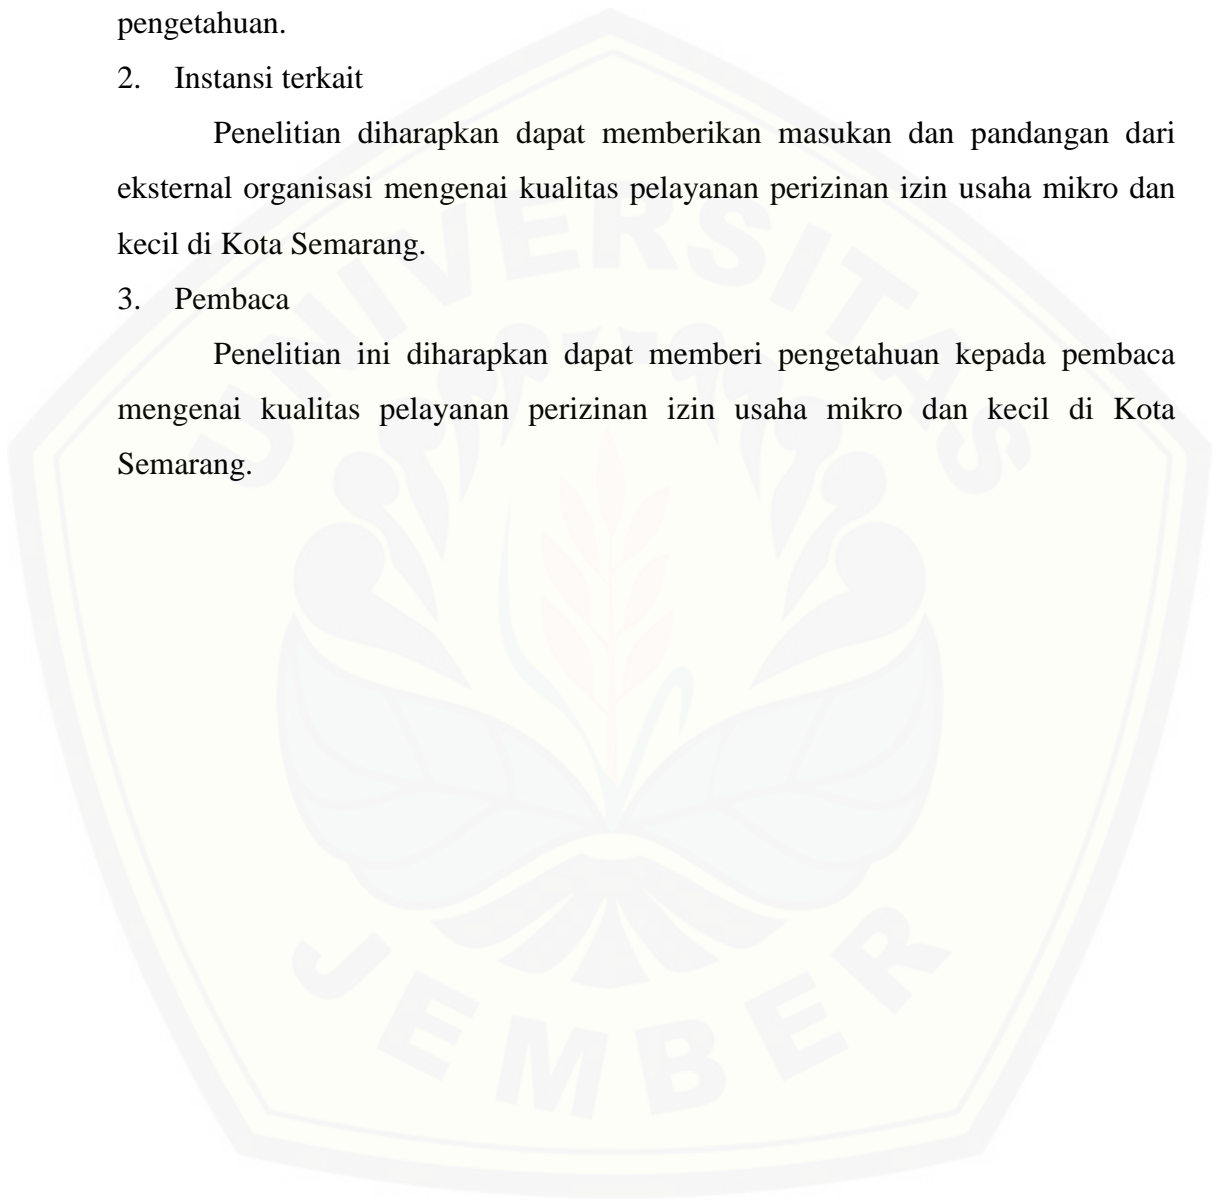 pengetahuan.
2. Instansi terkait
Penelitian diharapkan dapat memberikan masukan dan pandangan dari
eksternal organisasi mengenai kualitas pelayanan perizinan izin usaha mikro dan
kecil di Kota Semarang.
3. Pembaca
Penelitian ini diharapkan dapat memberi pengetahuan kepada pembaca
mengenai kualitas pelayanan perizinan izin usaha mikro dan kecil di Kota
Semarang.
UNIVERSITAS
JEMBER